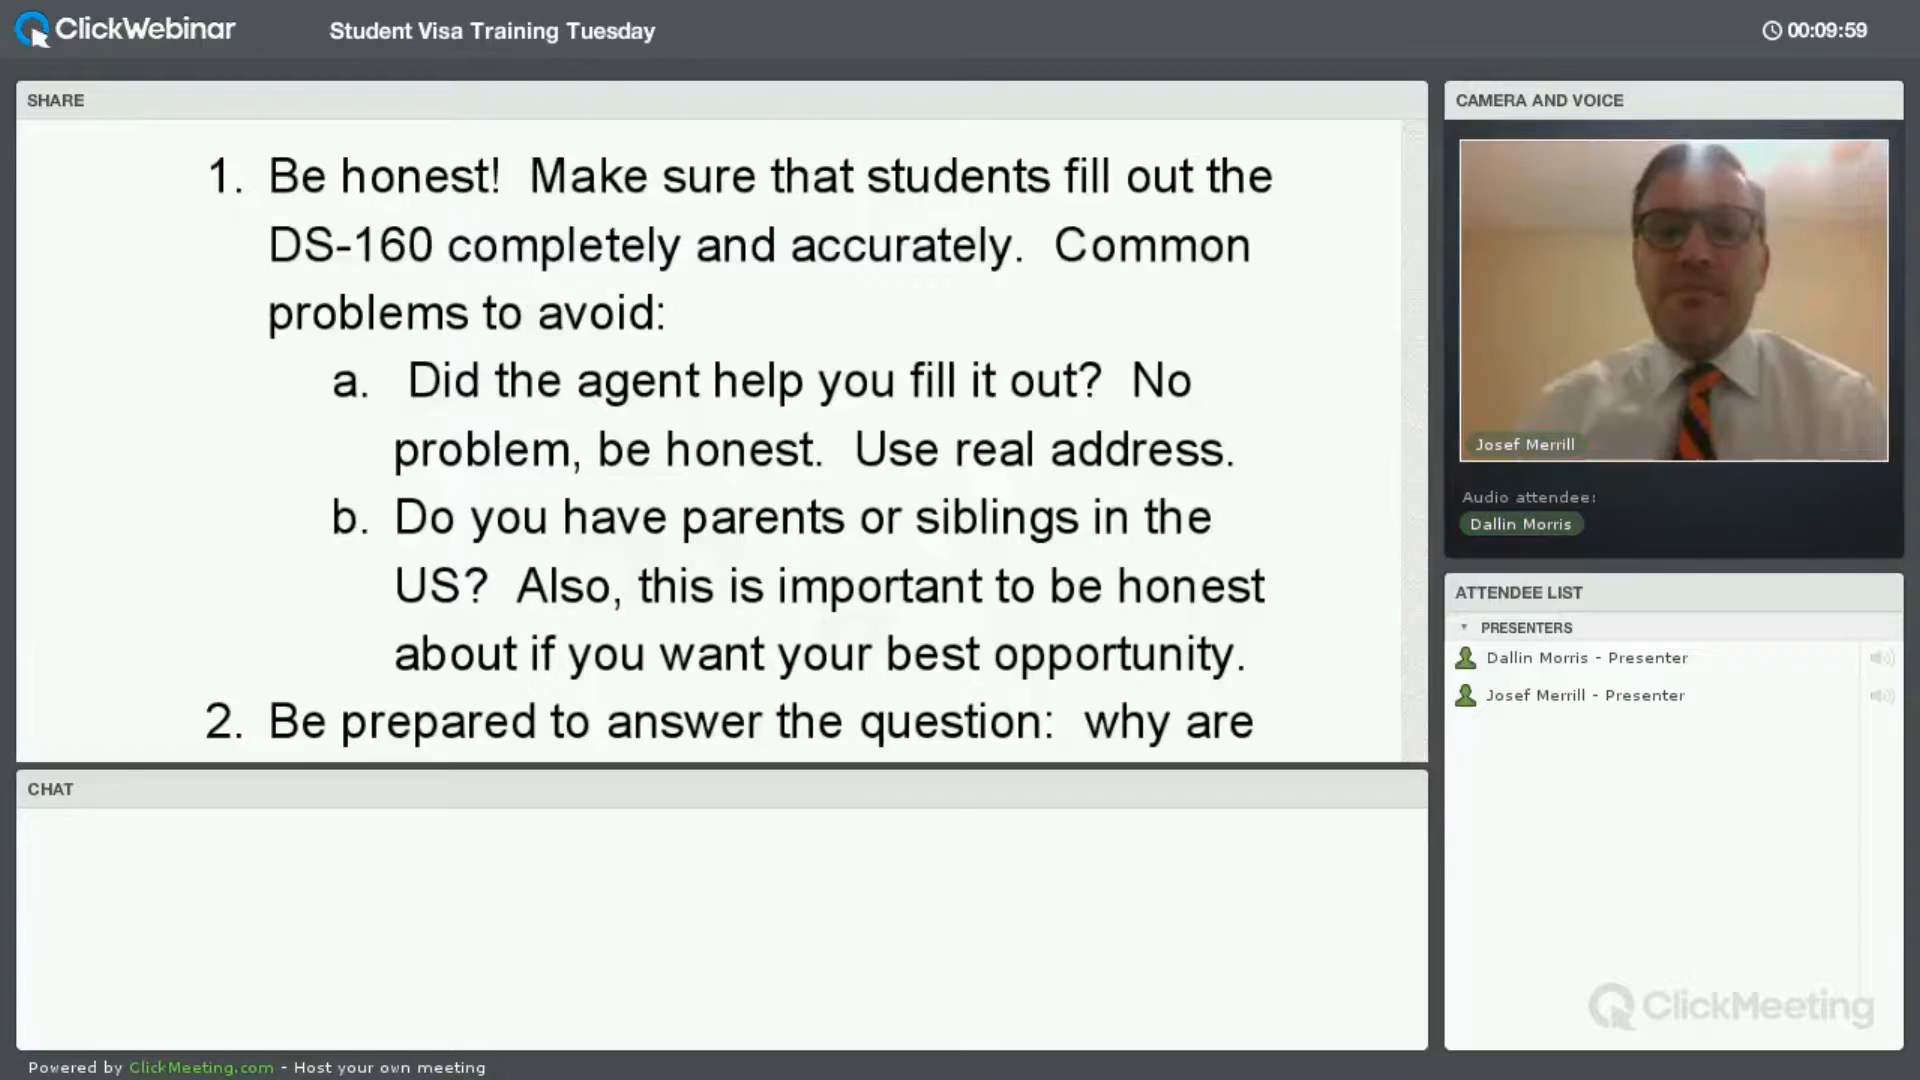 ClickWebinar
Student Visa Training Tuesday
00:09:59
SHARE
1. Be honest! Make sure that students fill out the
DS-160 completely and accurately. Common
problems to avoid:
a. Did the agent help you fill it out? No
problem, be honest. Use real address.
b. Do you have parents or siblings in the
US? Also, this is important to be honest
about if you want your best opportunity.
2. Be prepared to answer the question: why are
CHAT
Powered by ClickMeeting.com - Host your own meeting
CAMERA AND VOICE
Josef Merrill
Audio attendee:
Dallin Morris
ATTENDEE LIST
PRESENTERS
Dallin Morris - Presenter
Josef Merrill - Presenter
ClickMeeting